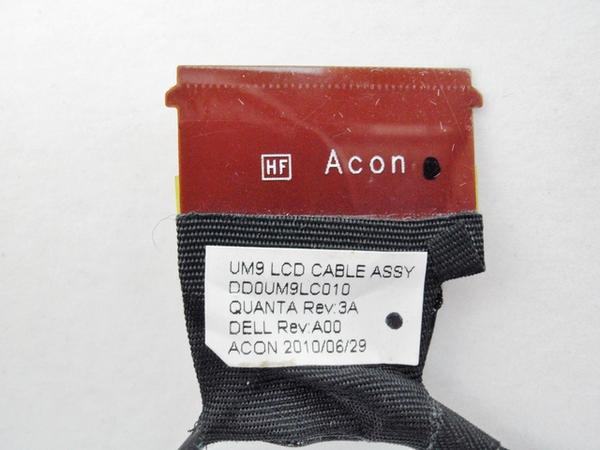 HF Acon
UM9 LCD CABLE ASSY
DD0UM9LC010
QUANTA Rev:3A
DELL Rev:A00
ACON 2010/06/29